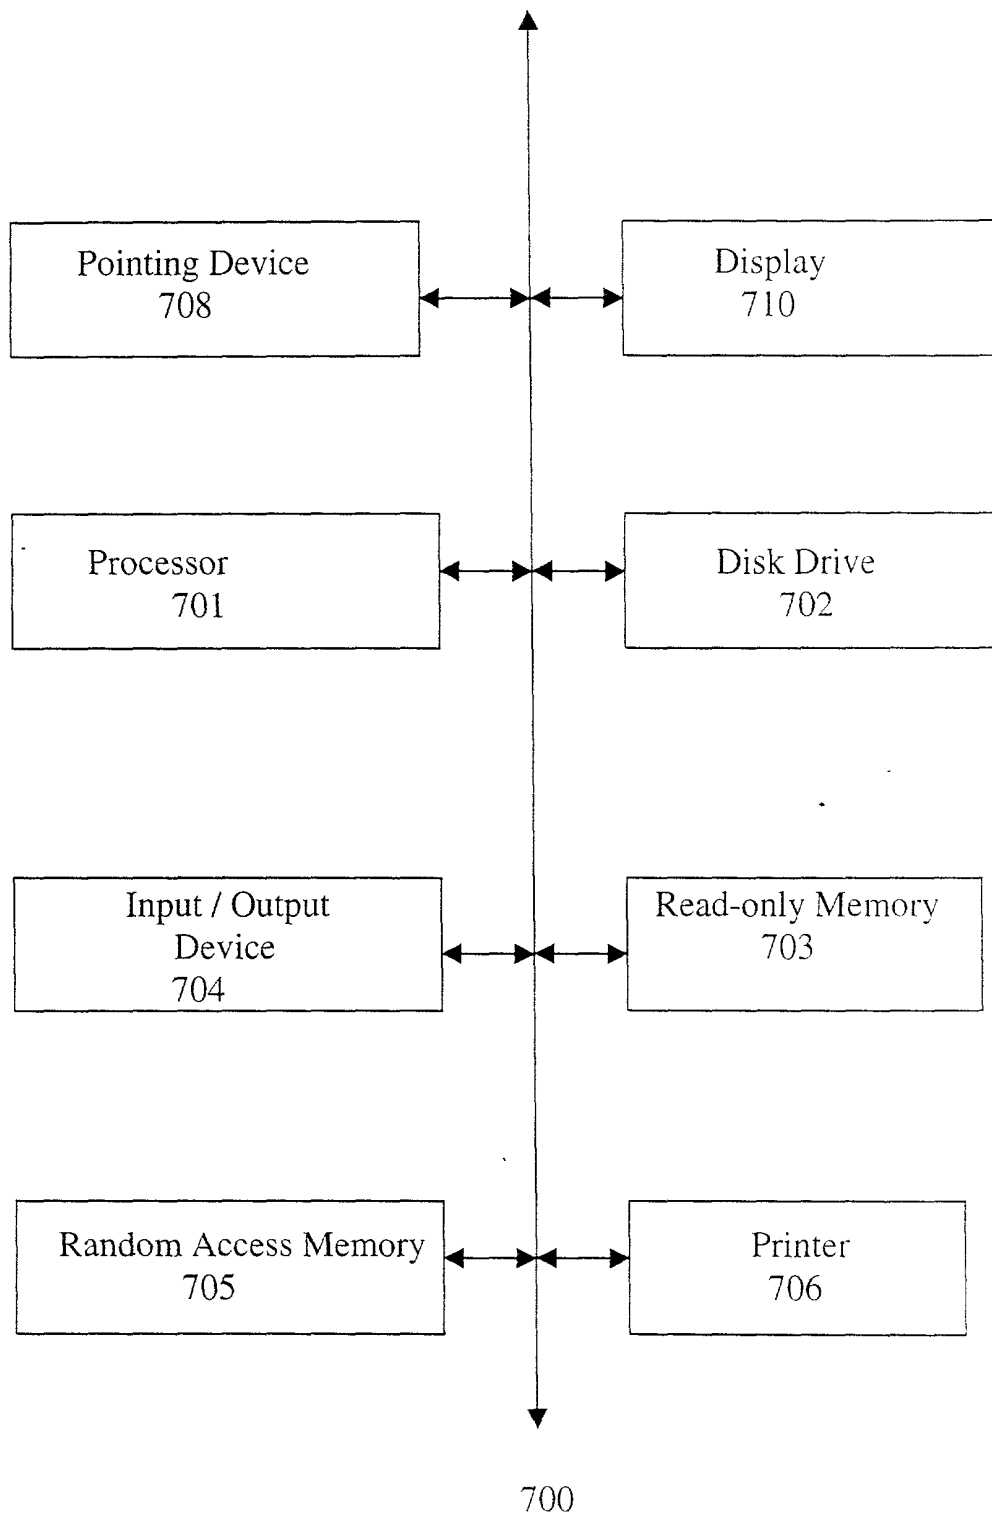 Pointing Device
708
Display
710
Processor
701
Disk Drive
702
Input / Output
Device
704
Read-only Memory
703
Random Access Memory
705
Printer
706
700